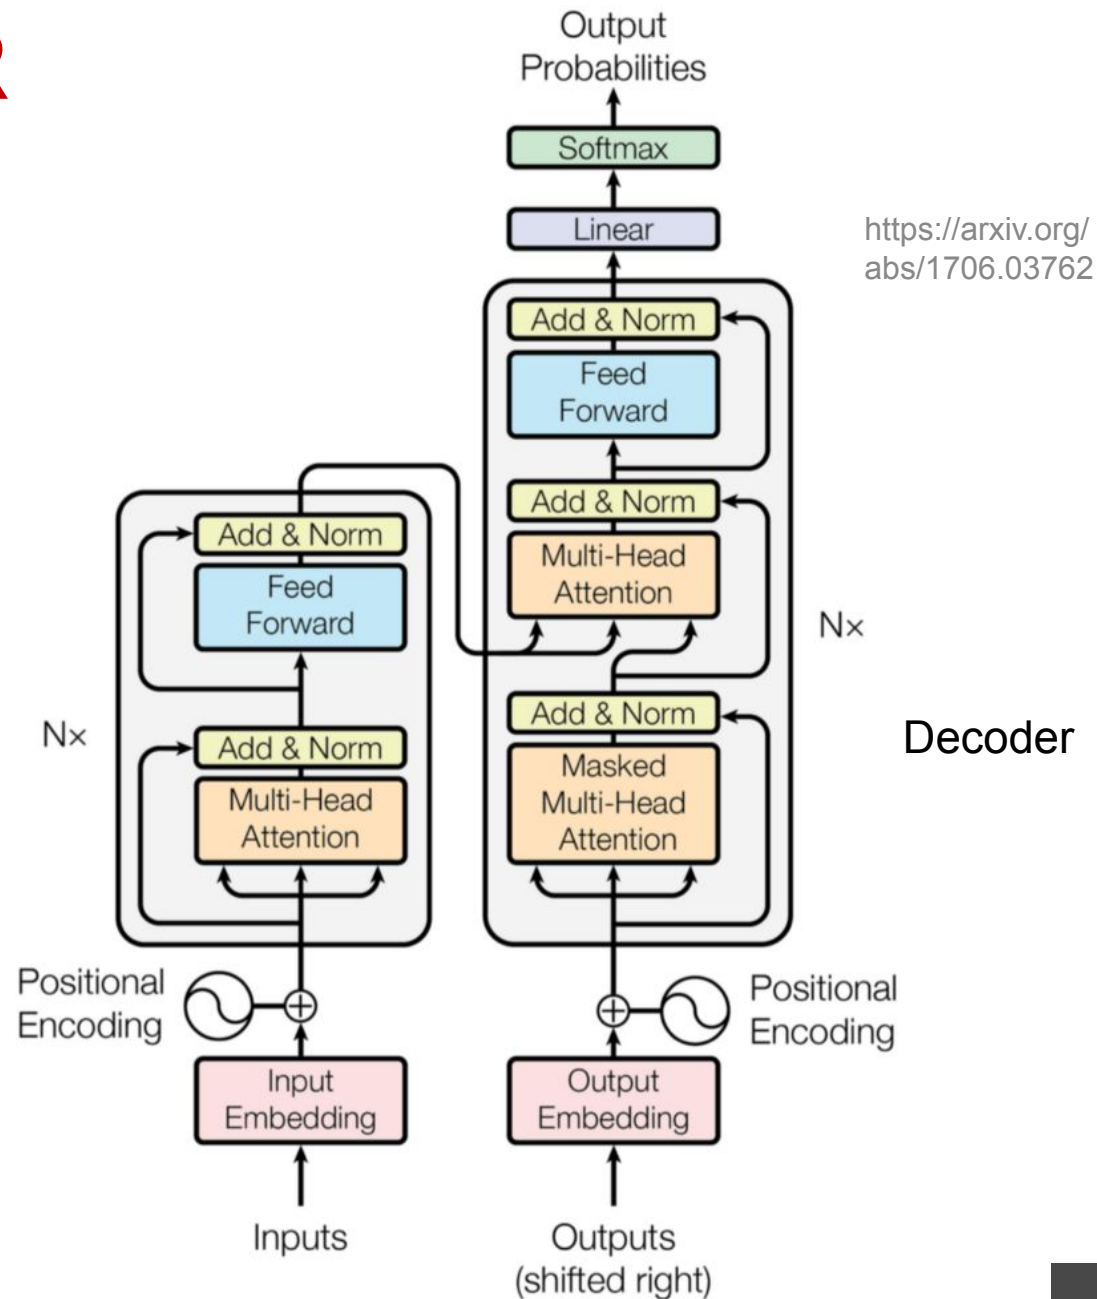 R
Output
Probabilities
Softmax
Linear
https://arxiv.org/
abs/1706.03762
Add & Norm
Feed
Forward
Add & Norm
Multi-Head
Attention
N×
Add & Norm
Masked
Multi-Head
Attention
Decoder
Add & Norm
Feed
Forward
N×
Add & Norm
Multi-Head
Attention
Positional
Encoding
+
Input
Embedding
Inputs
+
Positional
Encoding
Output
Embedding
Outputs
(shifted right)